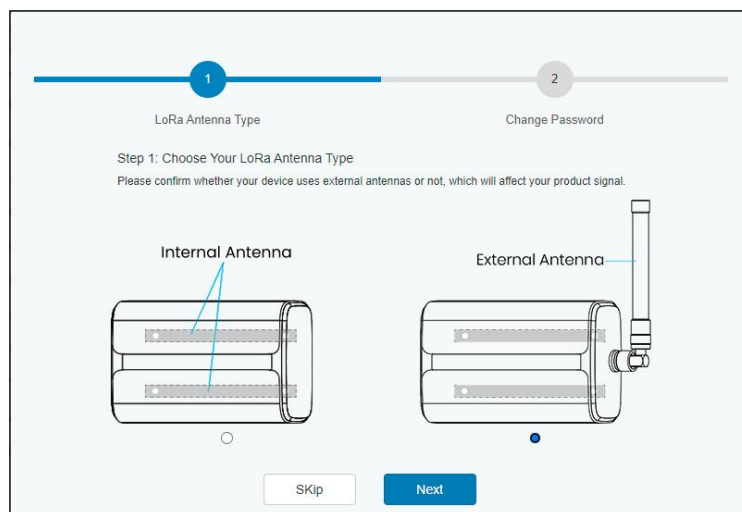 1
2
LoRa Antenna Type
Change Password
Step 1: Choose Your LoRa Antenna Type
Please confirm whether your device uses external antennas or not, which will affect your product signal.
Internal Antenna
External Antenna
SKip
Next